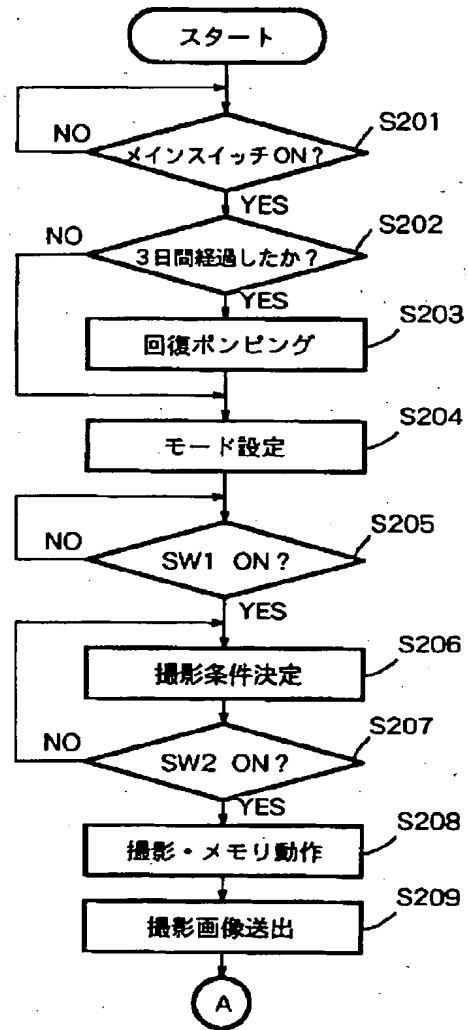 スタート
S201
メインスイッチON?
NO
YES
S202
3日間経過したか?
NO
YES
S203
回復ポンピング
S204
モード設定
S205
SW1 ON?
NO
YES
S206
撮影条件決定
S207
SW2 ON?
NO
YES
S208
撮影・メモリ動作
S209
撮影画像送出
A